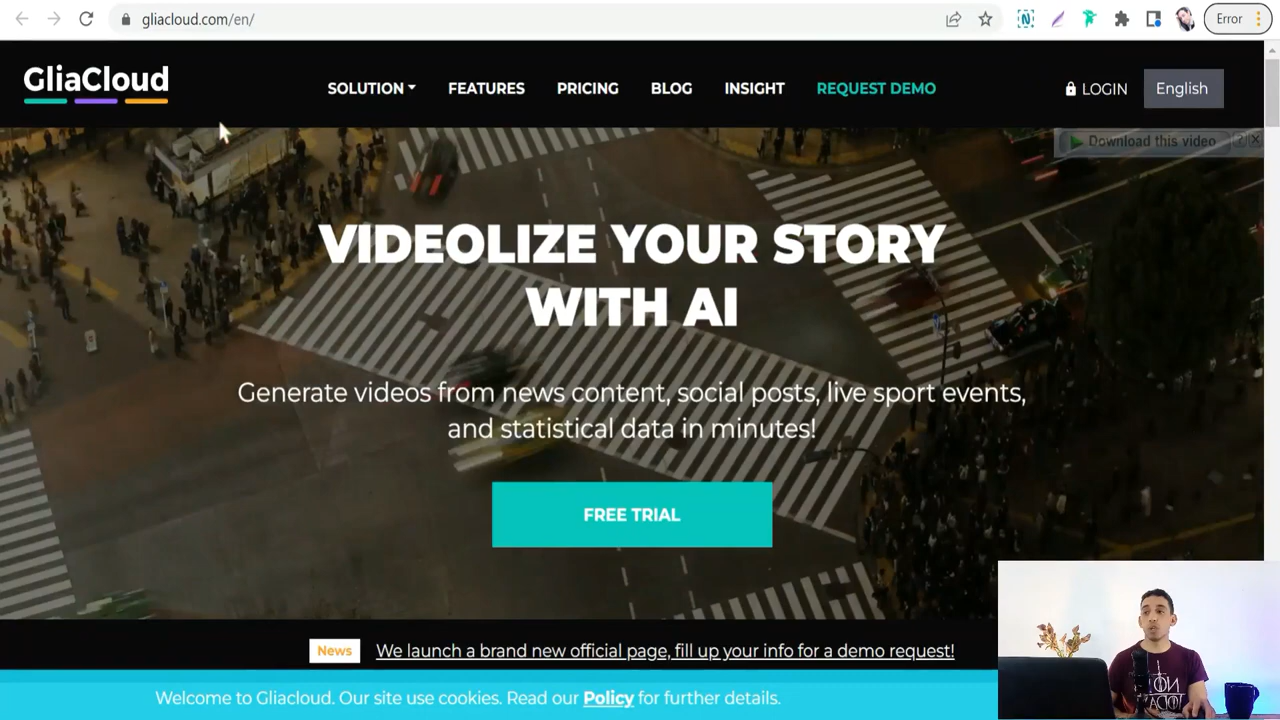 gliacloud.com/en/
Error
GliaCloud
SOLUTION
FEATURES
PRICING
BLOG
INSIGHT
REQUEST DEMO
LOGIN
English
Download this video
VIDEOLIZE YOUR STORY
WITH AI
Generate videos from news content, social posts, live sport events,
and statistical data in minutes!
FREE TRIAL
News
We launch a brand new official page, fill up your info for a demo request!
Welcome to Gliacloud. Our site use cookies. Read our Policy for further details.